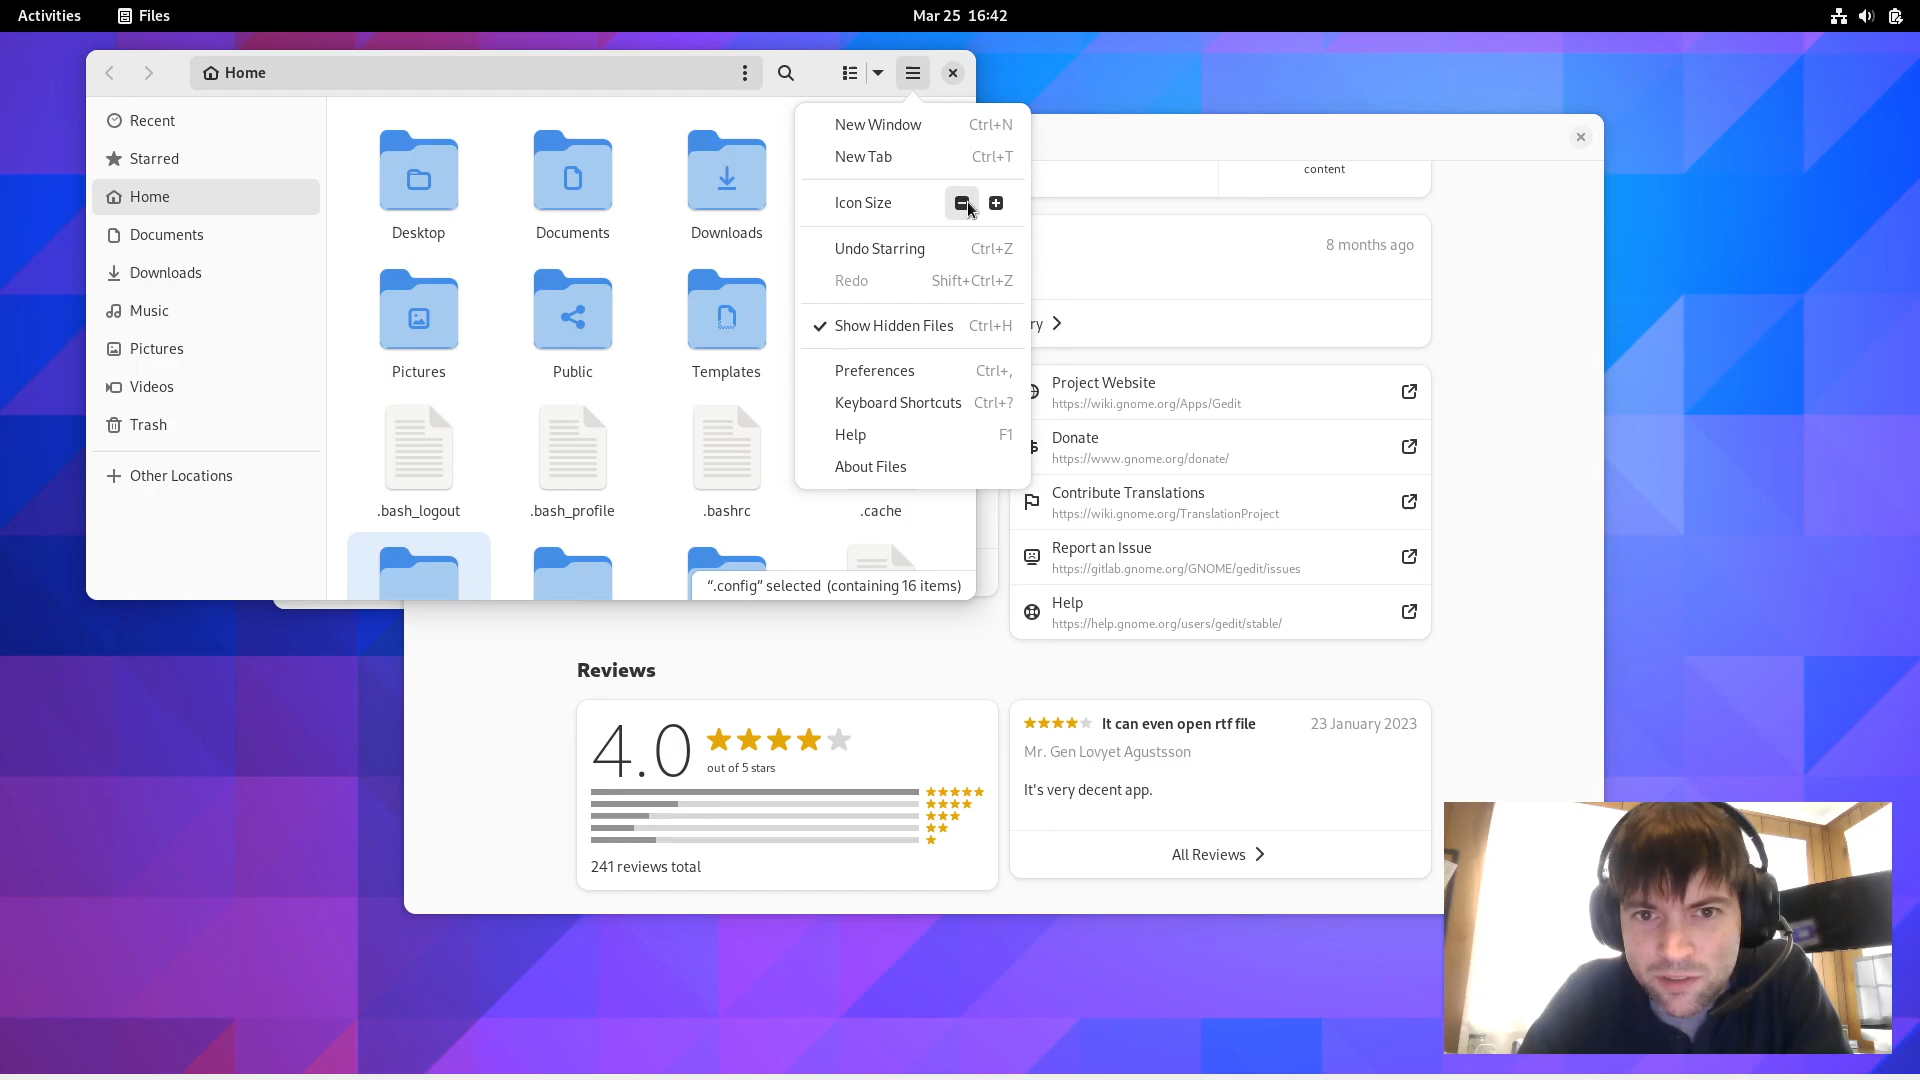 Activities Files Mar 25 16:42
Home
Recent
Starred
Home
Documents
Downloads
Music
Pictures
Videos
Trash
Other Locations
Desktop Documents Downloads
Pictures Public Templates
.bash_logout .bash_profile .bashrc .cache
".config" selected (containing 16 items)
New Window Ctrl+N
New Tab Ctrl+T
Icon Size
Undo Starring Ctrl+Z
Redo Shift+Ctrl+Z
Show Hidden Files Ctrl+H
Preferences Ctrl+,
Keyboard Shortcuts Ctrl+?
Help F1
About Files
content
8 months ago
ry
Project Website
https://wiki.gnome.org/Apps/Gedit
Donate
https://www.gnome.org/donate/
Contribute Translations
https://wiki.gnome.org/TranslationProject
Report an Issue
https://gitlab.gnome.org/GNOME/gedit/issues
Help
https://help.gnome.org/users/gedit/stable/
Reviews
4.0
out of 5 stars
241 reviews total
It can even open rtf file 23 January 2023
Mr. Gen Lovyet Agustsson
It's very decent app.
All Reviews